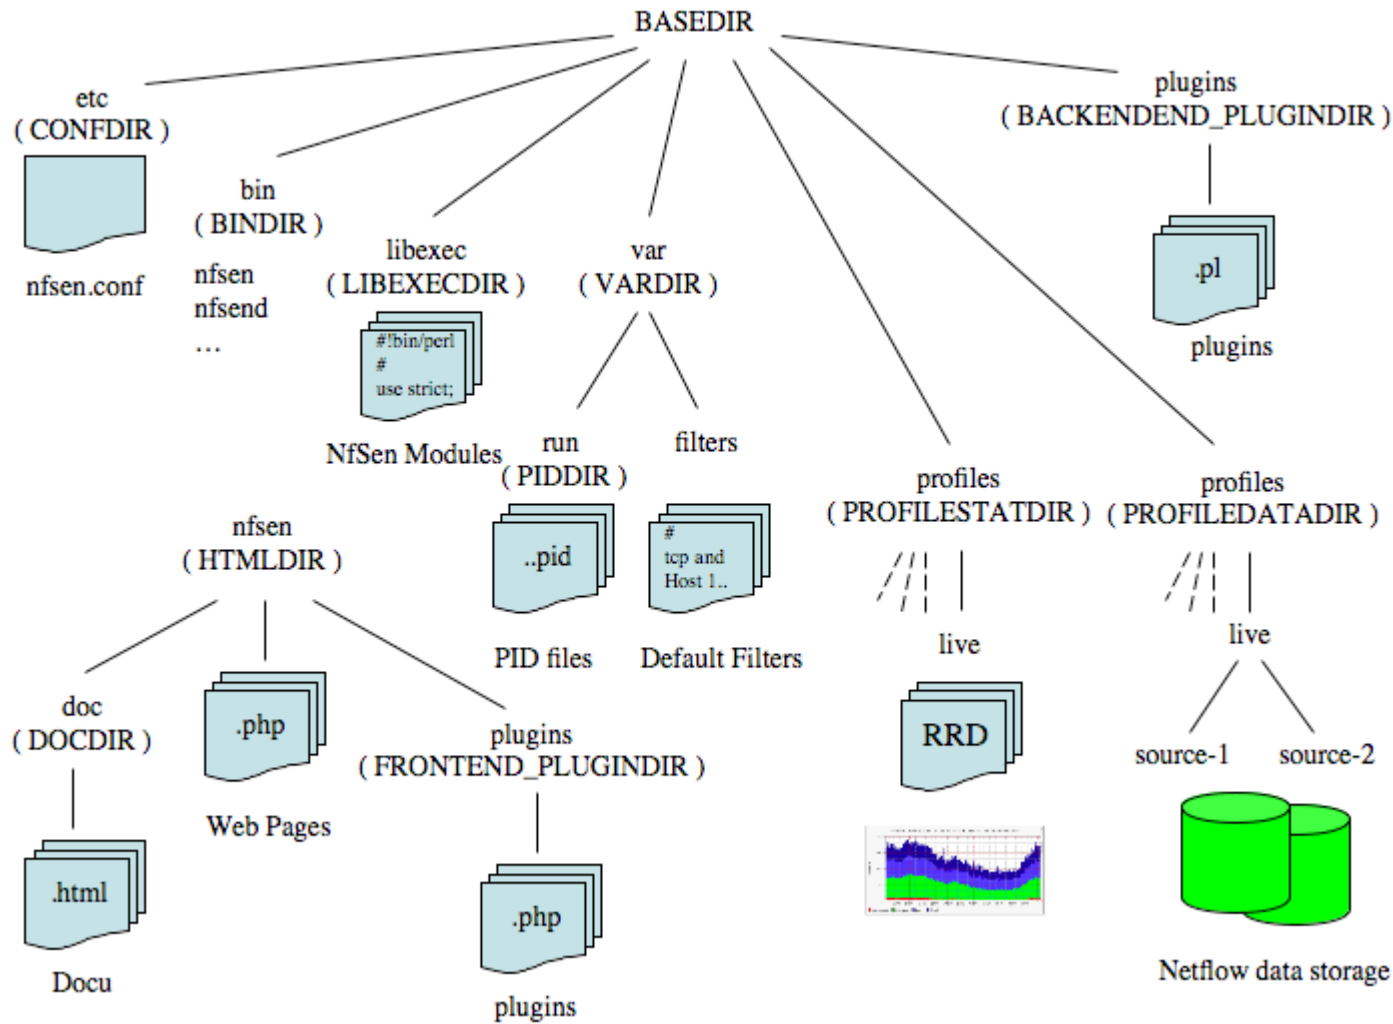 BASEDIR
etc
( CONFDIR )
nfsen.conf
bin
( BINDIR )
nfsen
nfsend
...
libexec
( LIBEXECDIR )
#!bin/perl
#
use strict;
NfSen Modules
var
( VARDIR )
run
( PIDDIR )
..pid
PID files
filters
#
tcp and
Host 1..
Default Filters
profiles
( PROFILESTATDIR )
live
RRD
profiles
( PROFILEDATADIR )
live
source-1
source-2
Netflow data storage
plugins
( BACKENDEND_PLUGINDIR )
.pl
plugins
nfsen
( HTMLDIR )
doc
( DOCDIR )
.html
Docu
.php
Web Pages
plugins
( FRONTEND_PLUGINDIR )
.php
plugins